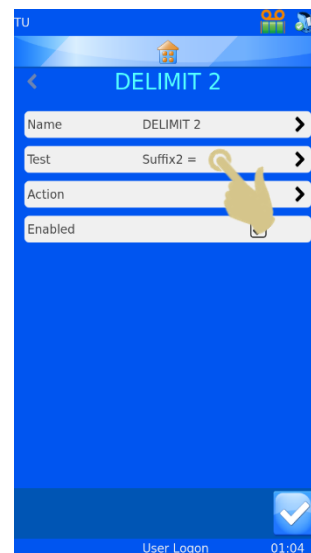 TU
DELIMIT 2
Name DELIMIT 2
Test Suffix2 =
Action
Enabled
User Logon 01:04